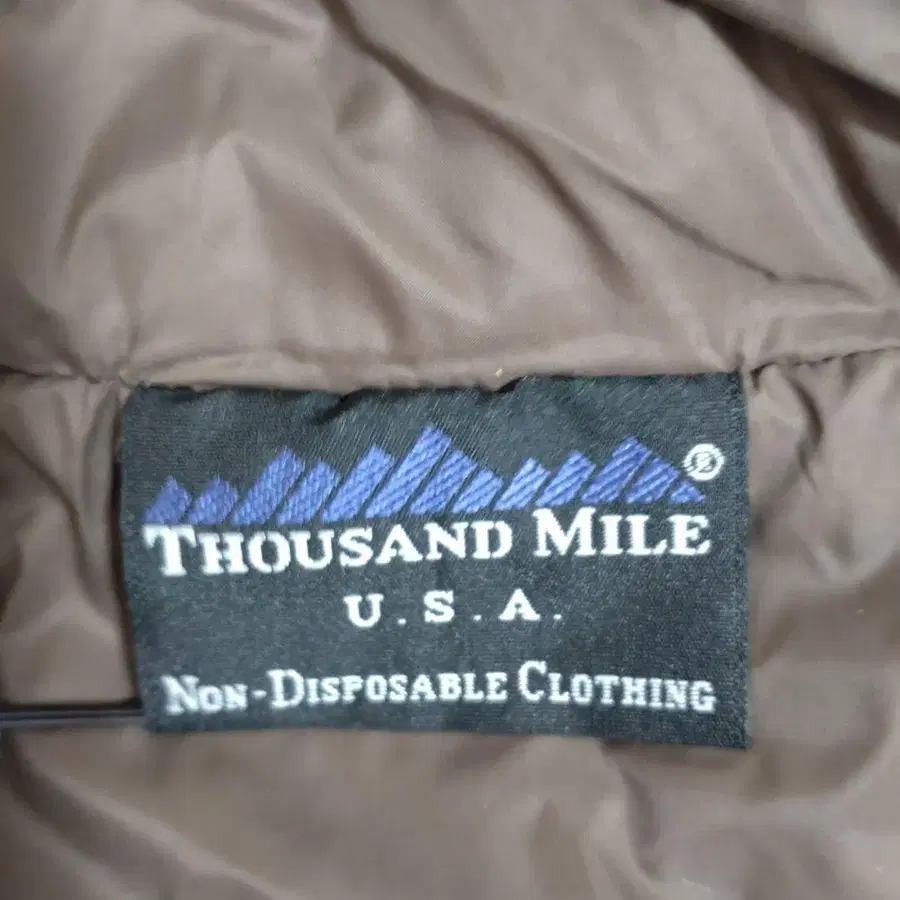 ®
THOUSAND MILE
U.S.A.
NON-DISPOSABLE CLOTHING